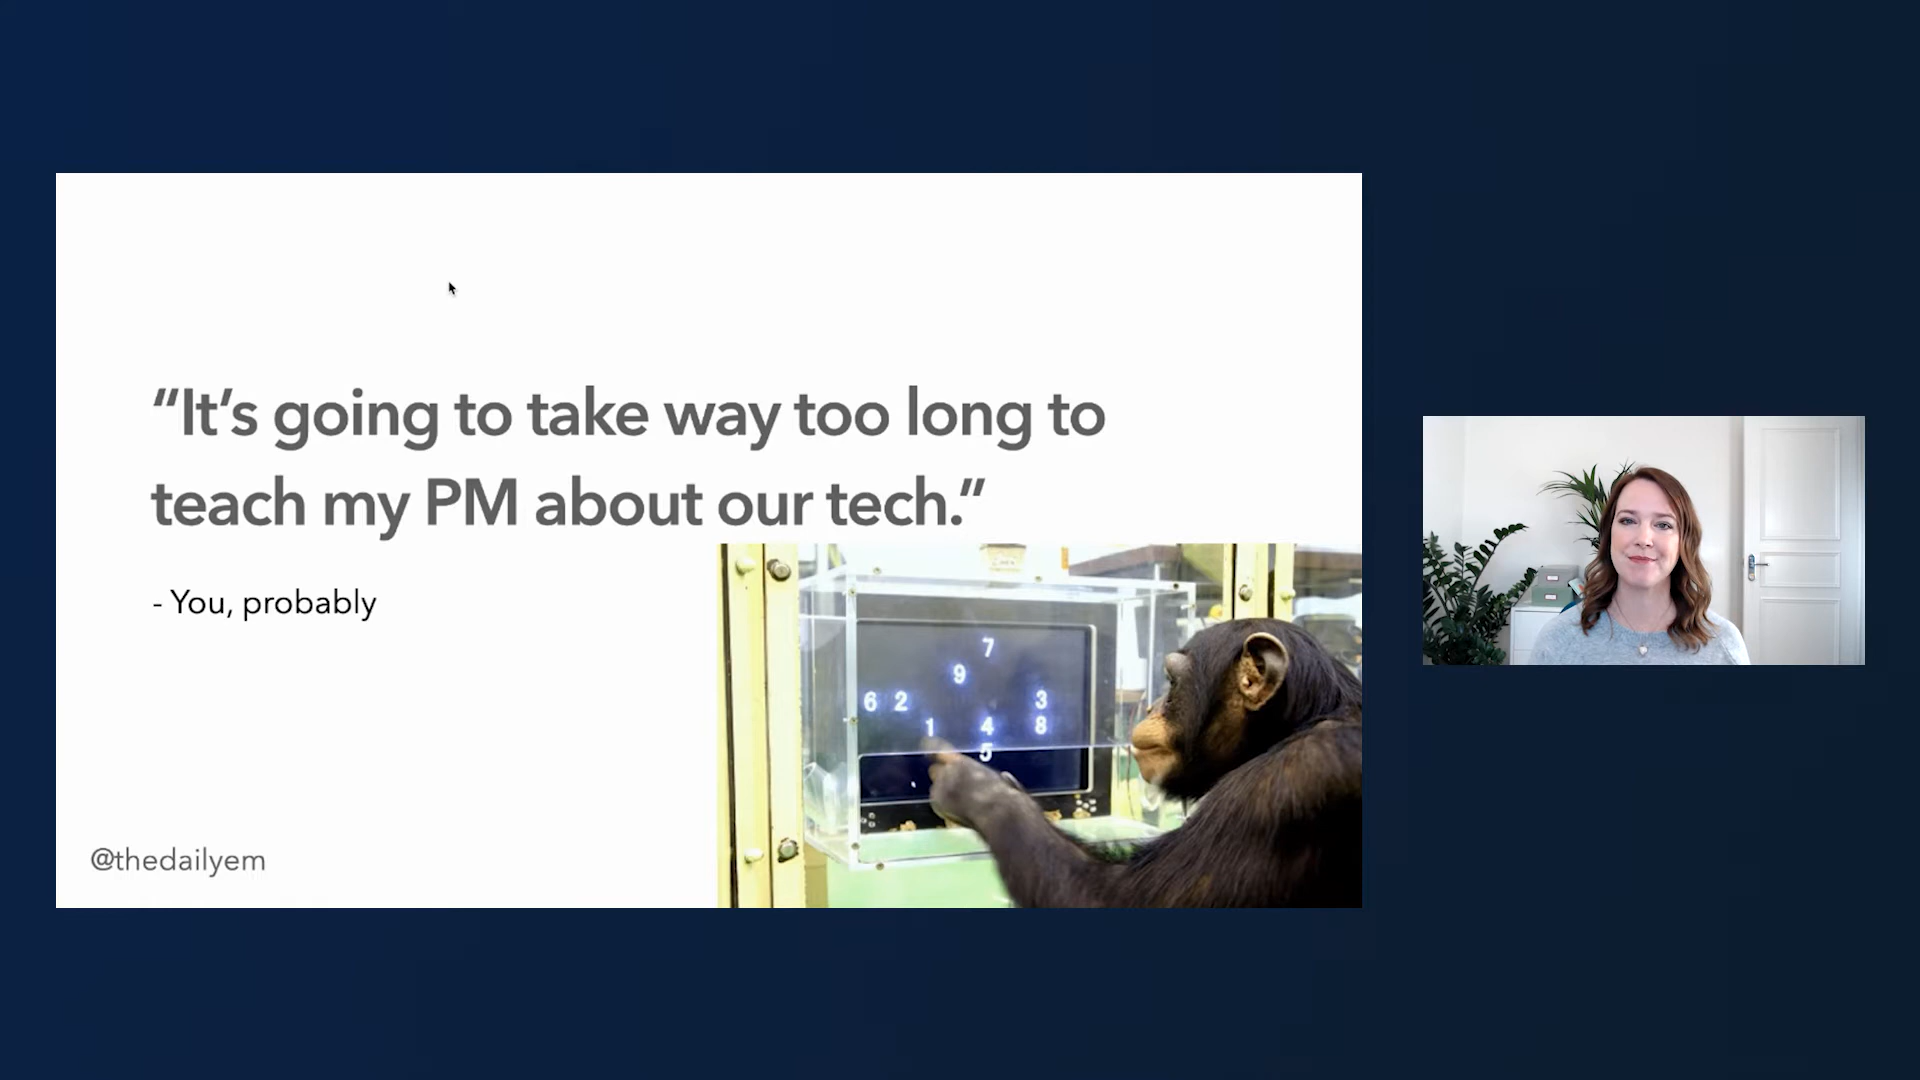 “It’s going to take way too long to
teach my PM about our tech.”
- You, probably
7
9
6 2 3
1 4 8
5
@thedailyem